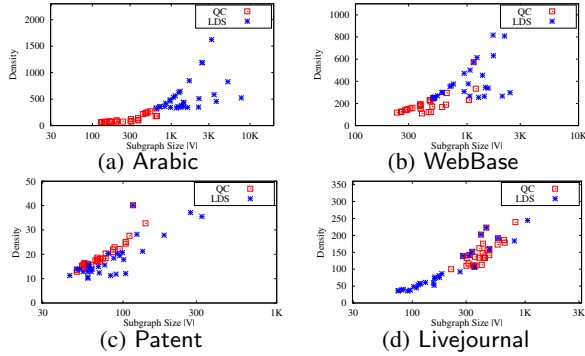 QC
LDS
Density
2000
1500
1000
500
0
30
100
300
1K
3K
10K
Subgraph Size |V|
(a) Arabic
QC
LDS
Density
1000
800
600
400
200
0
100
300
1K
3K
10K
Subgraph Size |V|
(b) WebBase
QC
LDS
Density
50
40
30
20
10
0
30
100
300
1K
Subgraph Size |V|
(c) Patent
QC
LDS
Density
350
300
250
200
150
100
50
0
30
100
300
1K
3K
Subgraph Size |V|
(d) Livejournal